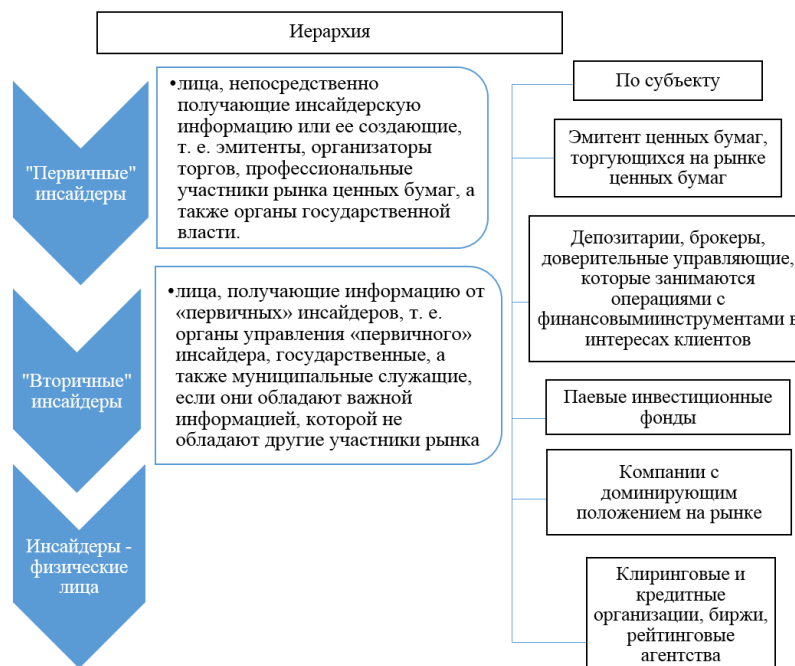 Иерархия
"Первичные"
инсайдеры
•лица, непосредственно
получающие инсайдерскую
информацию или ее создающие,
т. е. эмитенты, организаторы
торгов, профессиональные
участники рынка ценных бумаг, а
также органы государственной
власти.
"Вторичные"
инсайдеры
•лица, получающие информацию от
«первичных» инсайдеров, т. е.
органы управления «первичного»
инсайдера, государственные, а
также муниципальные служащие,
если они обладают важной
информацией, которой не
обладают другие участники рынка
Инсайдеры -
физические
лица
По субъекту
Эмитент ценных бумаг,
торгующихся на рынке
ценных бумаг
Депозитарии, брокеры,
доверительные управляющие,
которые занимаются
операциями с
финансовымиинструментами в
интересах клиентов
Паевые инвестиционные
фонды
Компании с
доминирующим
положением на рынке
Клиринговые и
кредитные
организации, биржи,
рейтинговые
агентства